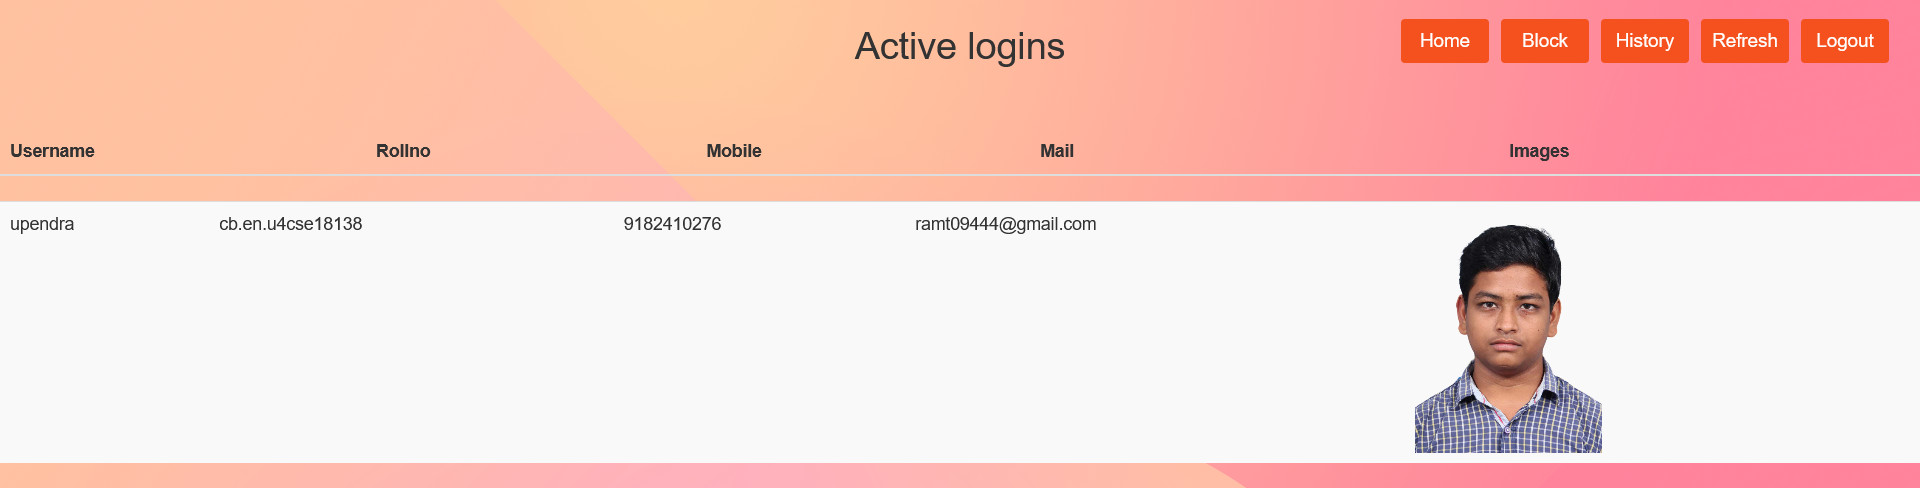 Active logins
Home Block History Refresh Logout
Username Rollno Mobile Mail Images
upendra cb.en.u4cse18138 9182410276 ramt09444@gmail.com